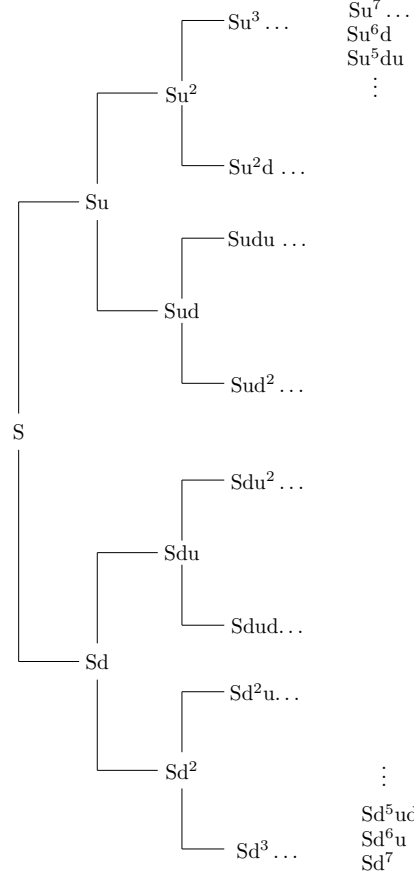 Su³ …
Su⁷ …
Su⁶d
Su⁵du
⋮
Su²
Su²d …
Su
Sudu …
Sud
Sud² …
S
Sdu² …
Sdu
Sdud…
Sd
Sd²u…
Sd²
⋮
Sd³ …
Sd⁵ud
Sd⁶u
Sd⁷